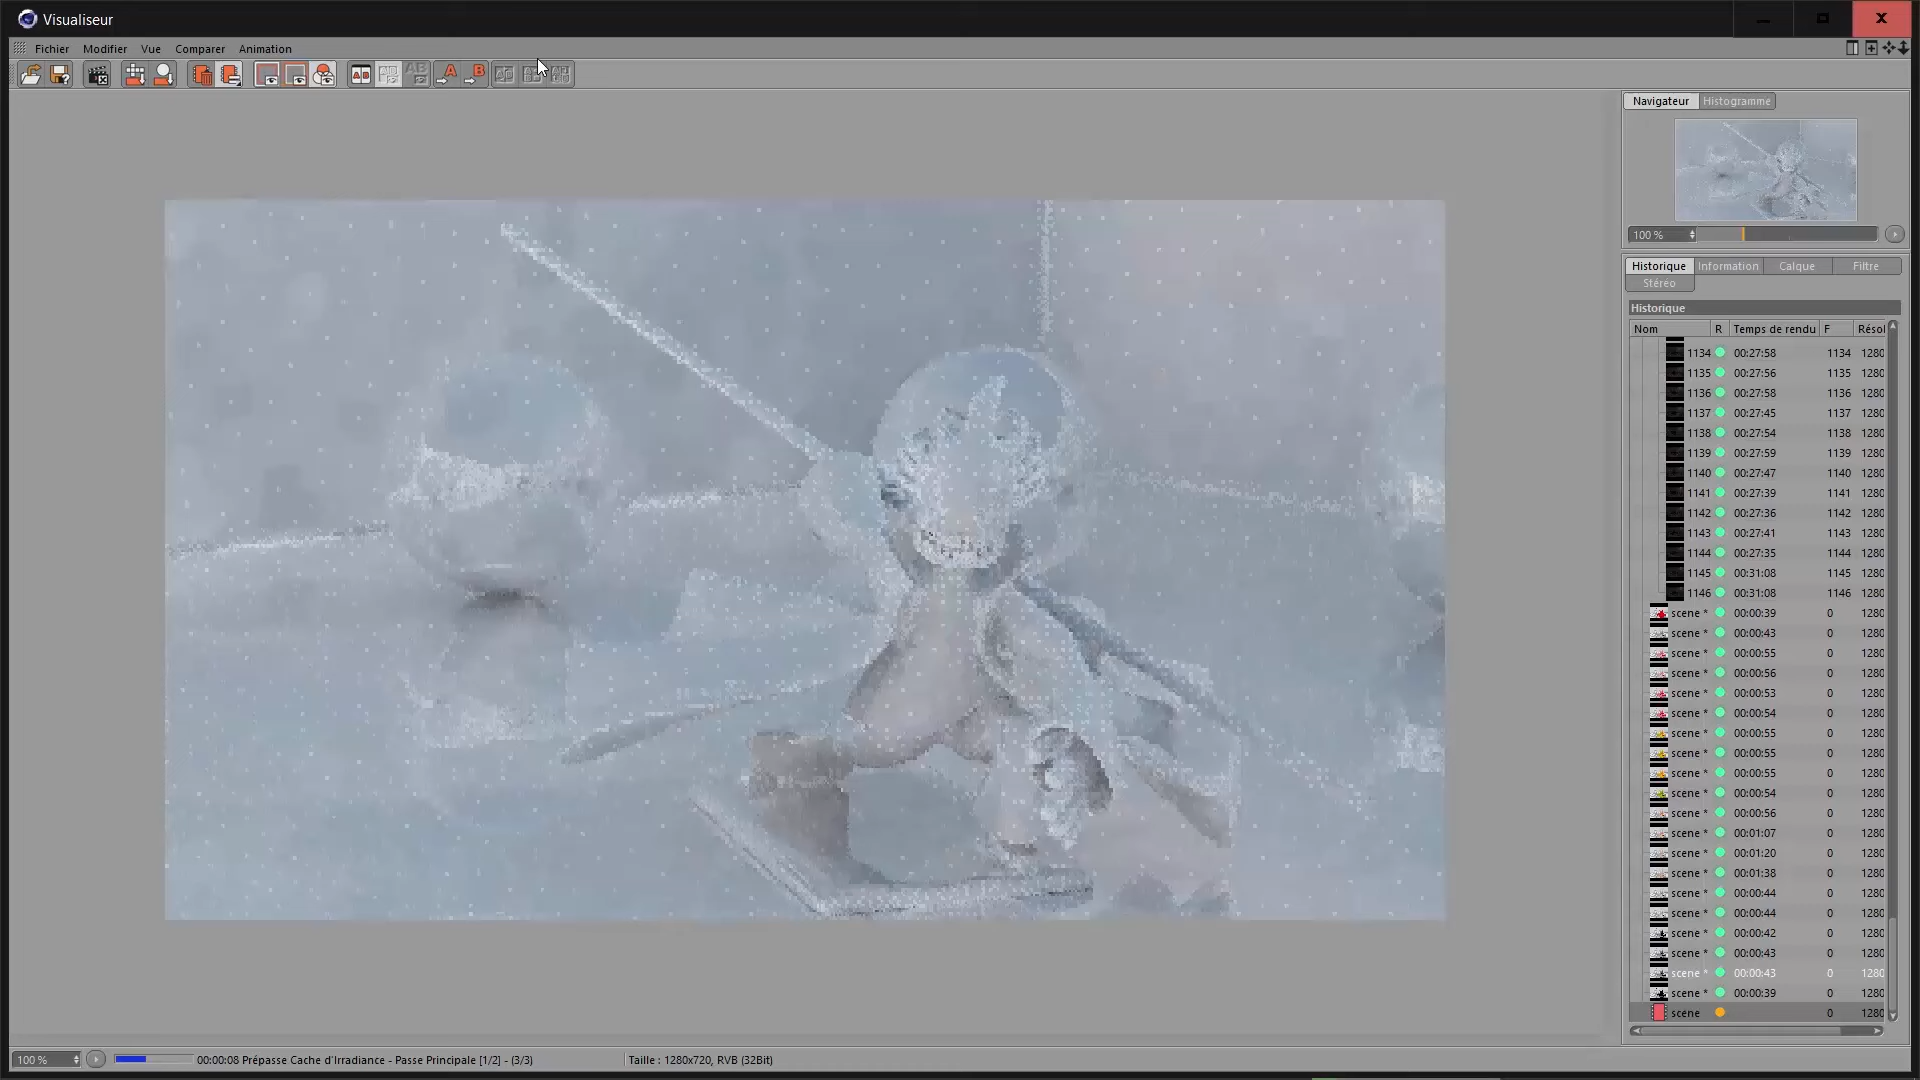 Visualiseur
Fichier Modifier Vue Comparer Animation
Navigateur Histogramme
100 %
Historique Information Calque Filtre
Stéréo
Historique
Nom R Temps de rendu F Résol
1134 00:27:58 1134 1280
1135 00:27:56 1135 1280
1136 00:27:58 1136 1280
1137 00:27:45 1137 1280
1138 00:27:54 1138 1280
1139 00:27:59 1139 1280
1140 00:27:47 1140 1280
1141 00:27:39 1141 1280
1142 00:27:36 1142 1280
1143 00:27:41 1143 1280
1144 00:27:35 1144 1280
1145 00:31:08 1145 1280
1146 00:31:08 1146 1280
scene * 00:00:39 0 1280
scene * 00:00:43 0 1280
scene * 00:00:55 0 1280
scene * 00:00:56 0 1280
scene * 00:00:53 0 1280
scene * 00:00:54 0 1280
scene * 00:00:55 0 1280
scene * 00:00:55 0 1280
scene * 00:00:55 0 1280
scene * 00:00:54 0 1280
scene * 00:00:56 0 1280
scene * 00:01:07 0 1280
scene * 00:01:20 0 1280
scene * 00:01:38 0 1280
scene * 00:00:44 0 1280
scene * 00:00:44 0 1280
scene * 00:00:42 0 1280
scene * 00:00:43 0 1280
scene * 00:00:43 0 1280
scene * 00:00:39 0 1280
scene 0 1280
100 % 00:00:08 Prépasse Cache d'Irradiance - Passe Principale [1/2] - (3/3) Taille : 1280x720, RVB (32Bit)